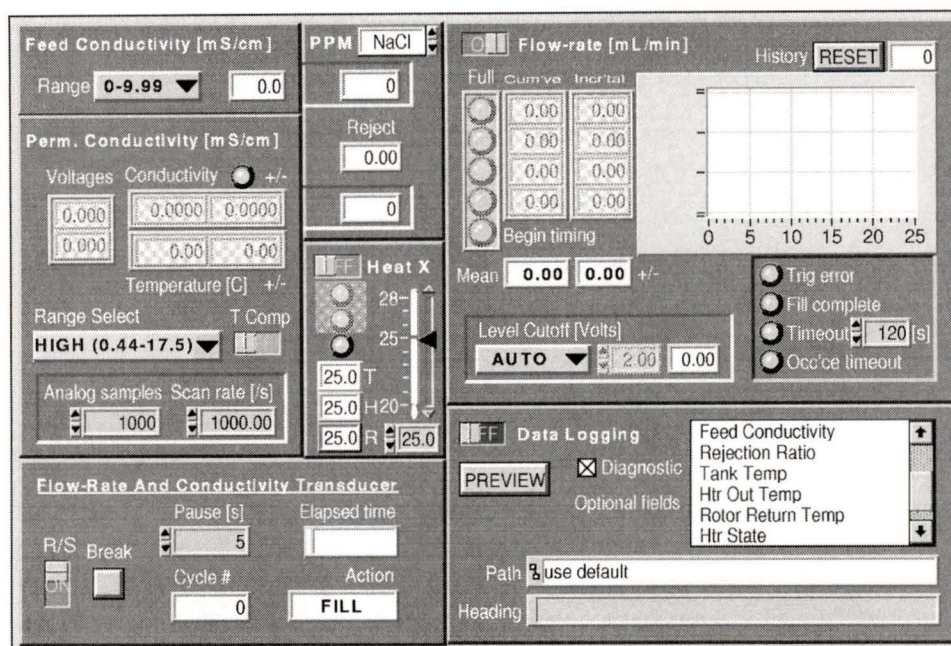 Feed Conductivity [mS/cm]
Range 0-9.99 0.0
Perm. Conductivity [mS/cm]
Voltages Conductivity +/-
0.000 0.0000 0.0000
0.000 0.00 0.00
Temperature [C] +/-
Range Select T Comp
HIGH (0.44-17.5)
Analog samples Scan rate [/s]
1000 1000.00
PPM NaCl
0
Reject
0.00
0
FF Heat X
28
25
20
25.0 T
25.0 H
25.0 R 25.0
Flow-rate [mL/min]
History RESET 0
Full Cum've Incr'tal
0.00 0.00
0.00 0.00
0.00 0.00
0.00 0.00
Begin timing
Mean 0.00 0.00 +/-
0 5 10 15 20 25
Level Cutoff [Volts]
AUTO 2.00 0.00
Trig error
Fill complete
Timeout 120 [s]
Occ'ce timeout
Flow-Rate And Conductivity Transducer
Pause [s] Elapsed time
R/S Break 5
ON
Cycle # Action
0 FILL
FF Data Logging
PREVIEW Diagnostic
Optional fields
Feed Conductivity
Rejection Ratio
Tank Temp
Htr Out Temp
Rotor Return Temp
Htr State
Path use default
Heading